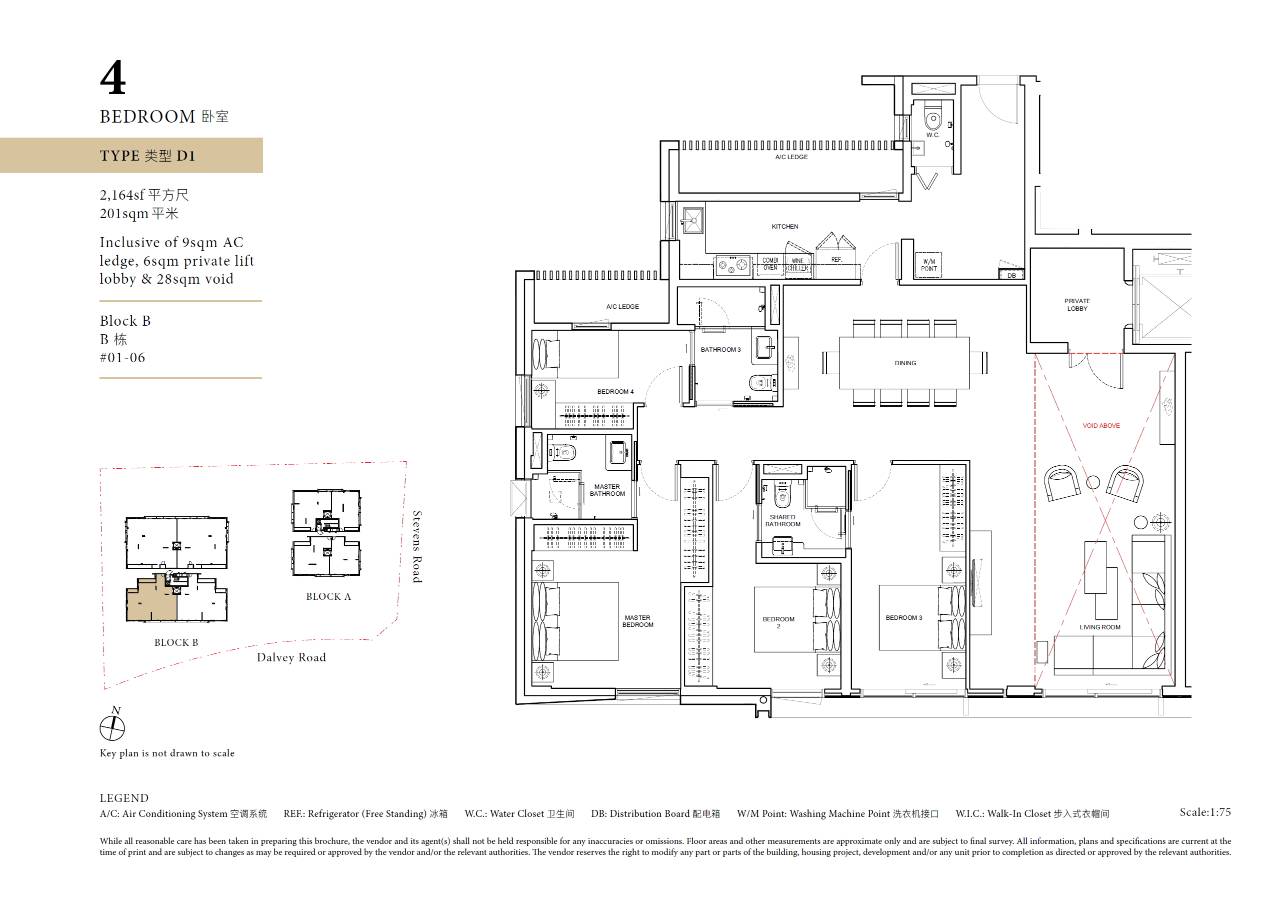 4
BEDROOM 卧室
TYPE 类型 D1
2,164sf 平方尺
201sqm 平米
Inclusive of 9sqm AC
ledge, 6sqm private lift
lobby & 28sqm void
Block B
B 栋
#01-06
W.C.
A/C LEDGE
KITCHEN
COMBI
OVEN
WINE
CHILLER
REF.
W/M
POINT
DB
A/C LEDGE
PRIVATE
LOBBY
BATHROOM 3
DINING
BEDROOM 4
VOID ABOVE
MASTER
BATHROOM
SHARED
BATHROOM
MASTER
BEDROOM
BEDROOM
2
BEDROOM 3
LIVING ROOM
Stevens Road
BLOCK A
BLOCK B
Dalvey Road
N
Key plan is not drawn to scale
LEGEND
A/C: Air Conditioning System 空调系统 REF.: Refrigerator (Free Standing) 冰箱 W.C.: Water Closet 卫生间 DB: Distribution Board 配电箱 W/M Point: Washing Machine Point 洗衣机接口 W.I.C.: Walk-In Closet 步入式衣帽间
Scale:1:75
While all reasonable care has been taken in preparing this brochure, the vendor and its agent(s) shall not be held responsible for any inaccuracies or omissions. Floor areas and other measurements are approximate only and are subject to final survey. All information, plans and specifications are current at the
time of print and are subject to changes as may be required or approved by the vendor and/or the relevant authorities. The vendor reserves the right to modify any part or parts of the building, housing project, development and/or any unit prior to completion as directed or approved by the relevant authorities.